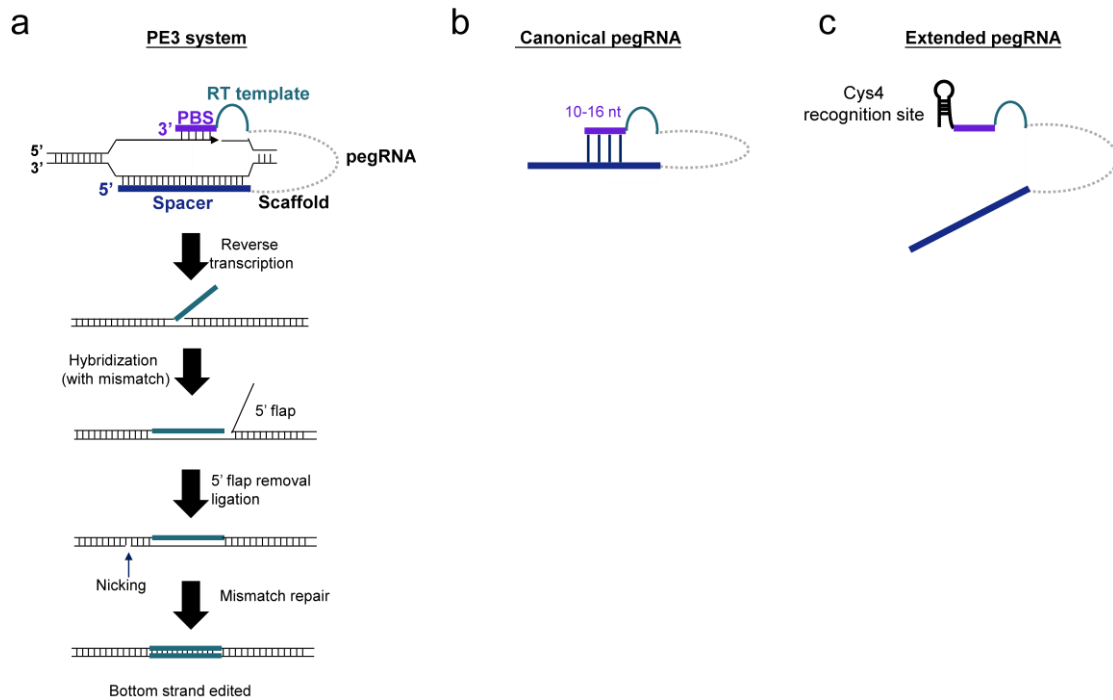 a
PE3 system
RT template
PBS
3’
5’
3’
pegRNA
5’
Spacer
Scaffold
Reverse
transcription
Hybridization
(with mismatch)
5’ flap
5’ flap removal
ligation
Nicking
Mismatch repair
Bottom strand edited
b
Canonical pegRNA
10-16 nt
c
Extended pegRNA
Cys4
recognition site